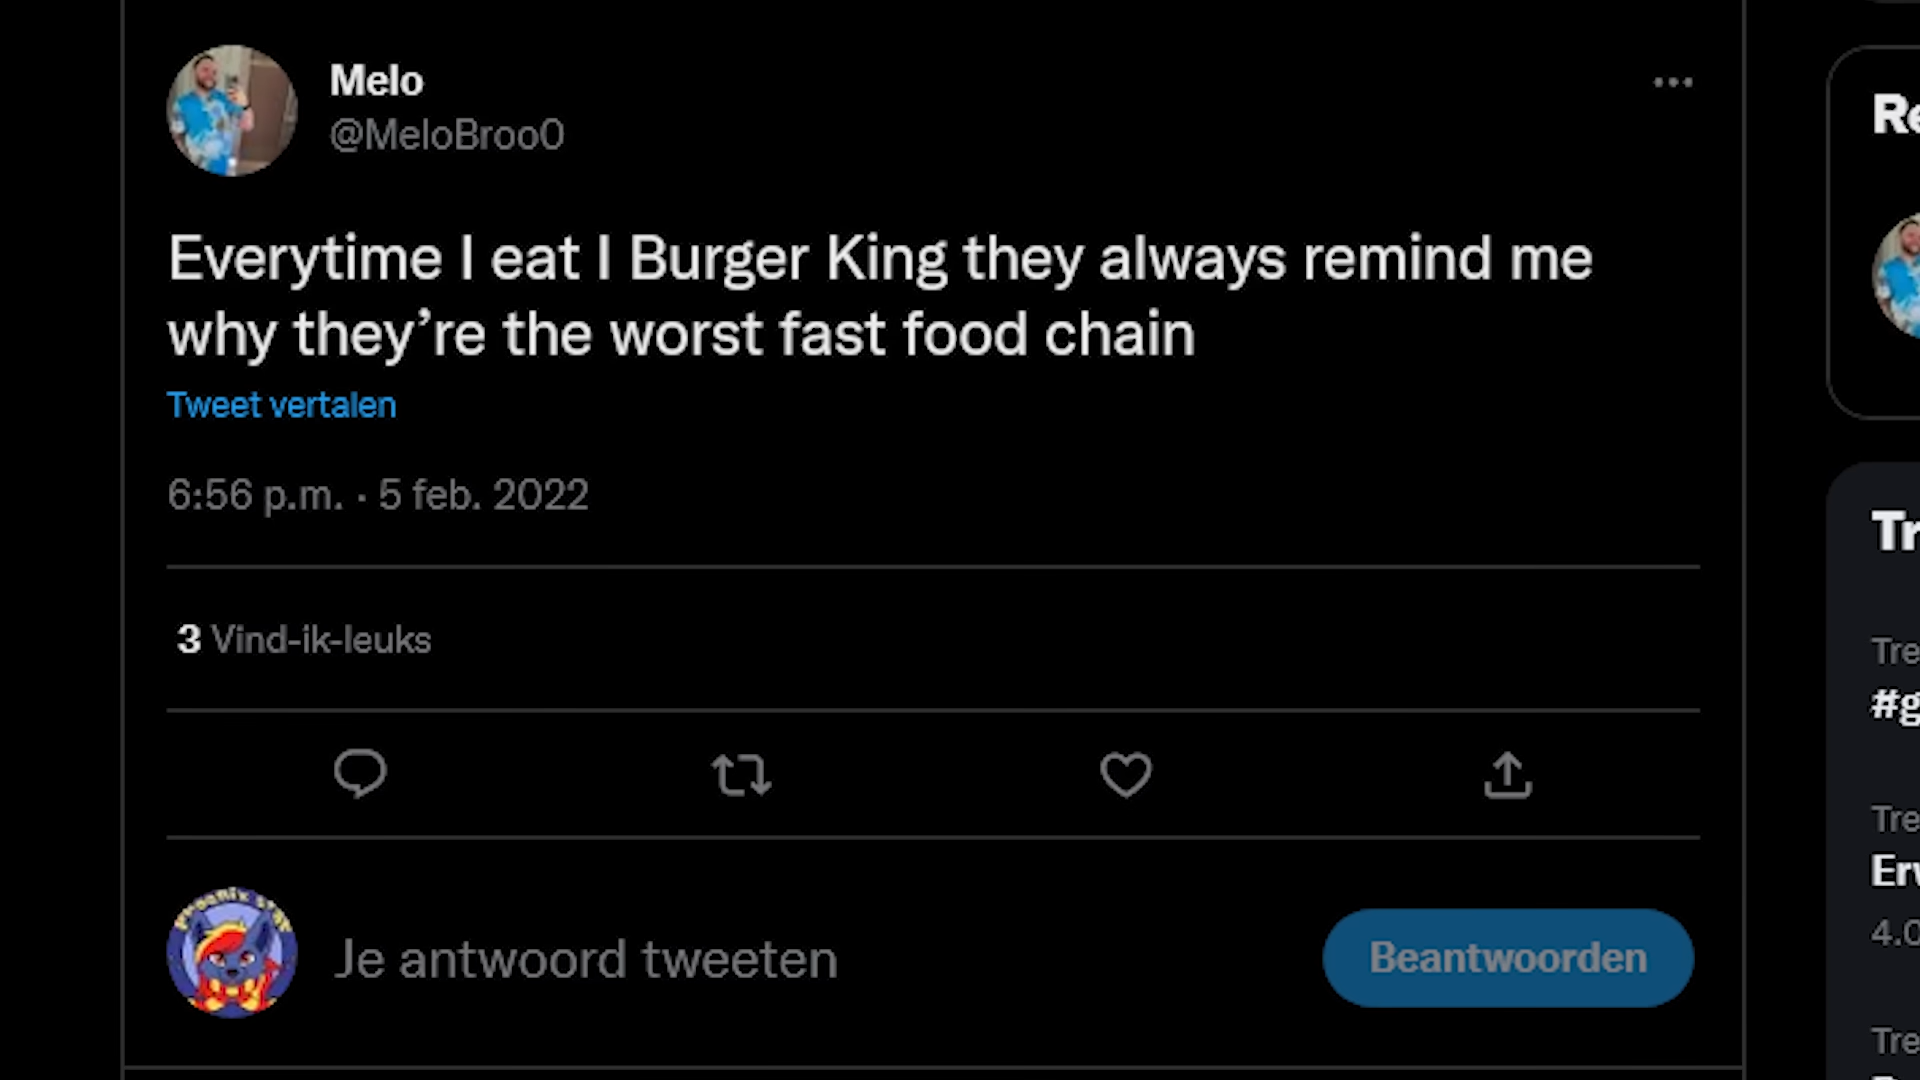 Melo
@MeloBroo0
Everytime I eat I Burger King they always remind me
why they’re the worst fast food chain
Tweet vertalen
6:56 p.m. · 5 feb. 2022
3 Vind-ik-leuks
Je antwoord tweeten
Beantwoorden
Re
Tr
Tre
#g
Tre
Erv
4.0
Tre